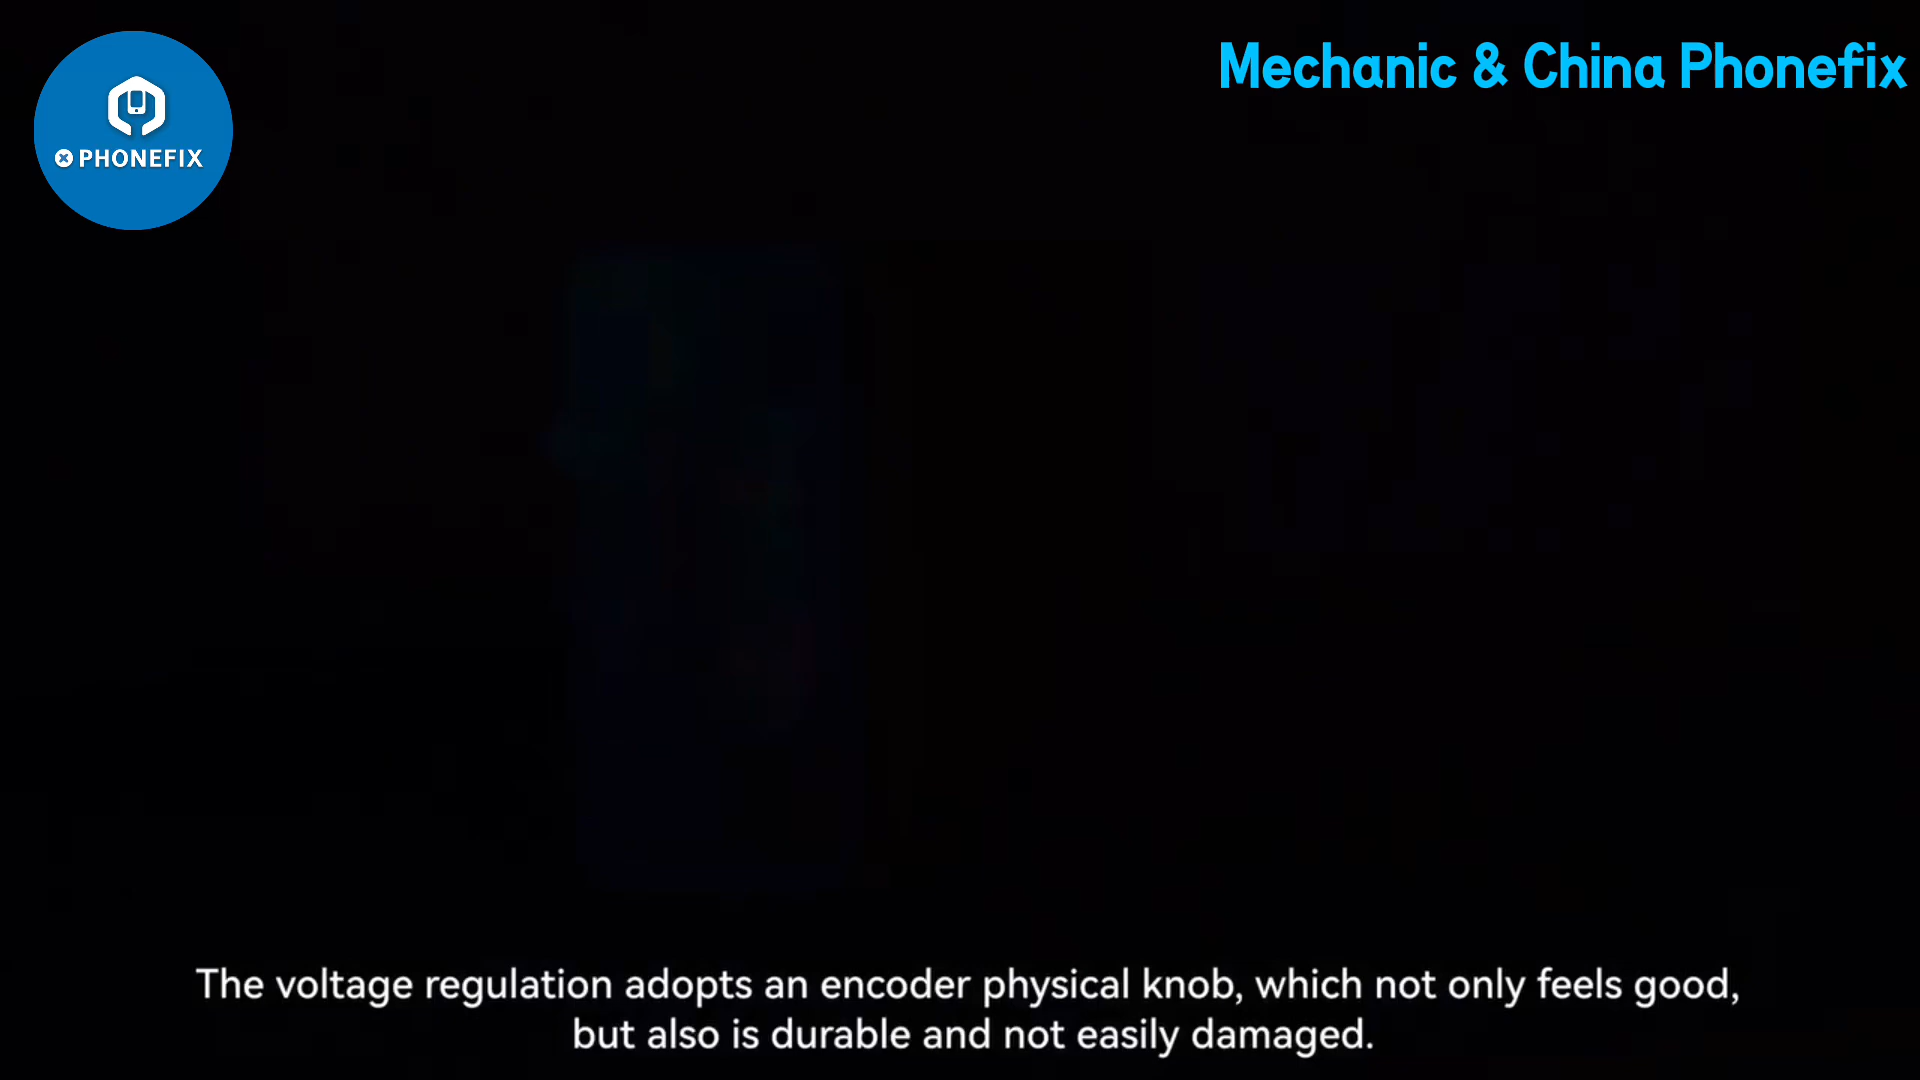 PHONEFIX
Mechanic & China Phonefix
The voltage regulation adopts an encoder physical knob, which not only feels good,
but also is durable and not easily damaged.